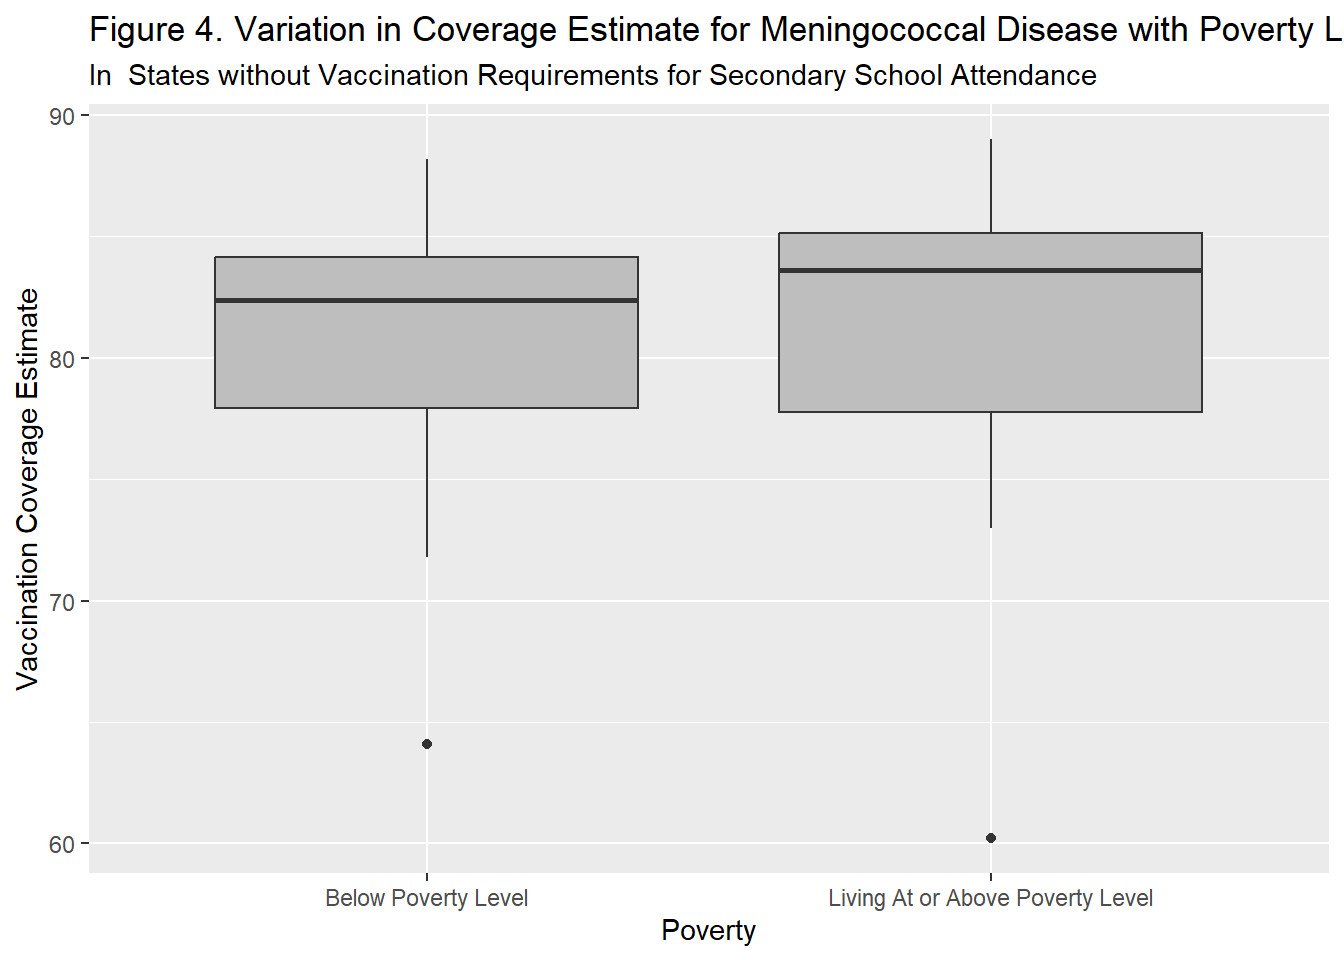 Figure 4. Variation in Coverage Estimate for Meningococcal Disease with Poverty L
In  States without Vaccination Requirements for Secondary School Attendance
90
80
70
60
Vaccination Coverage Estimate
Below Poverty Level
Living At or Above Poverty Level
Poverty